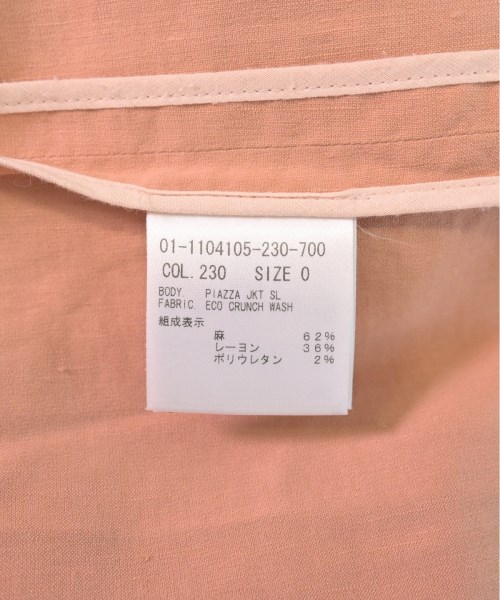 01-1104105-230-700
COL.230 SIZE 0
BODY. PIAZZA JKT SL
FABRIC. ECO CRUNCH WASH
組成表示
麻 62%
レーヨン 36%
ポリウレタン 2%